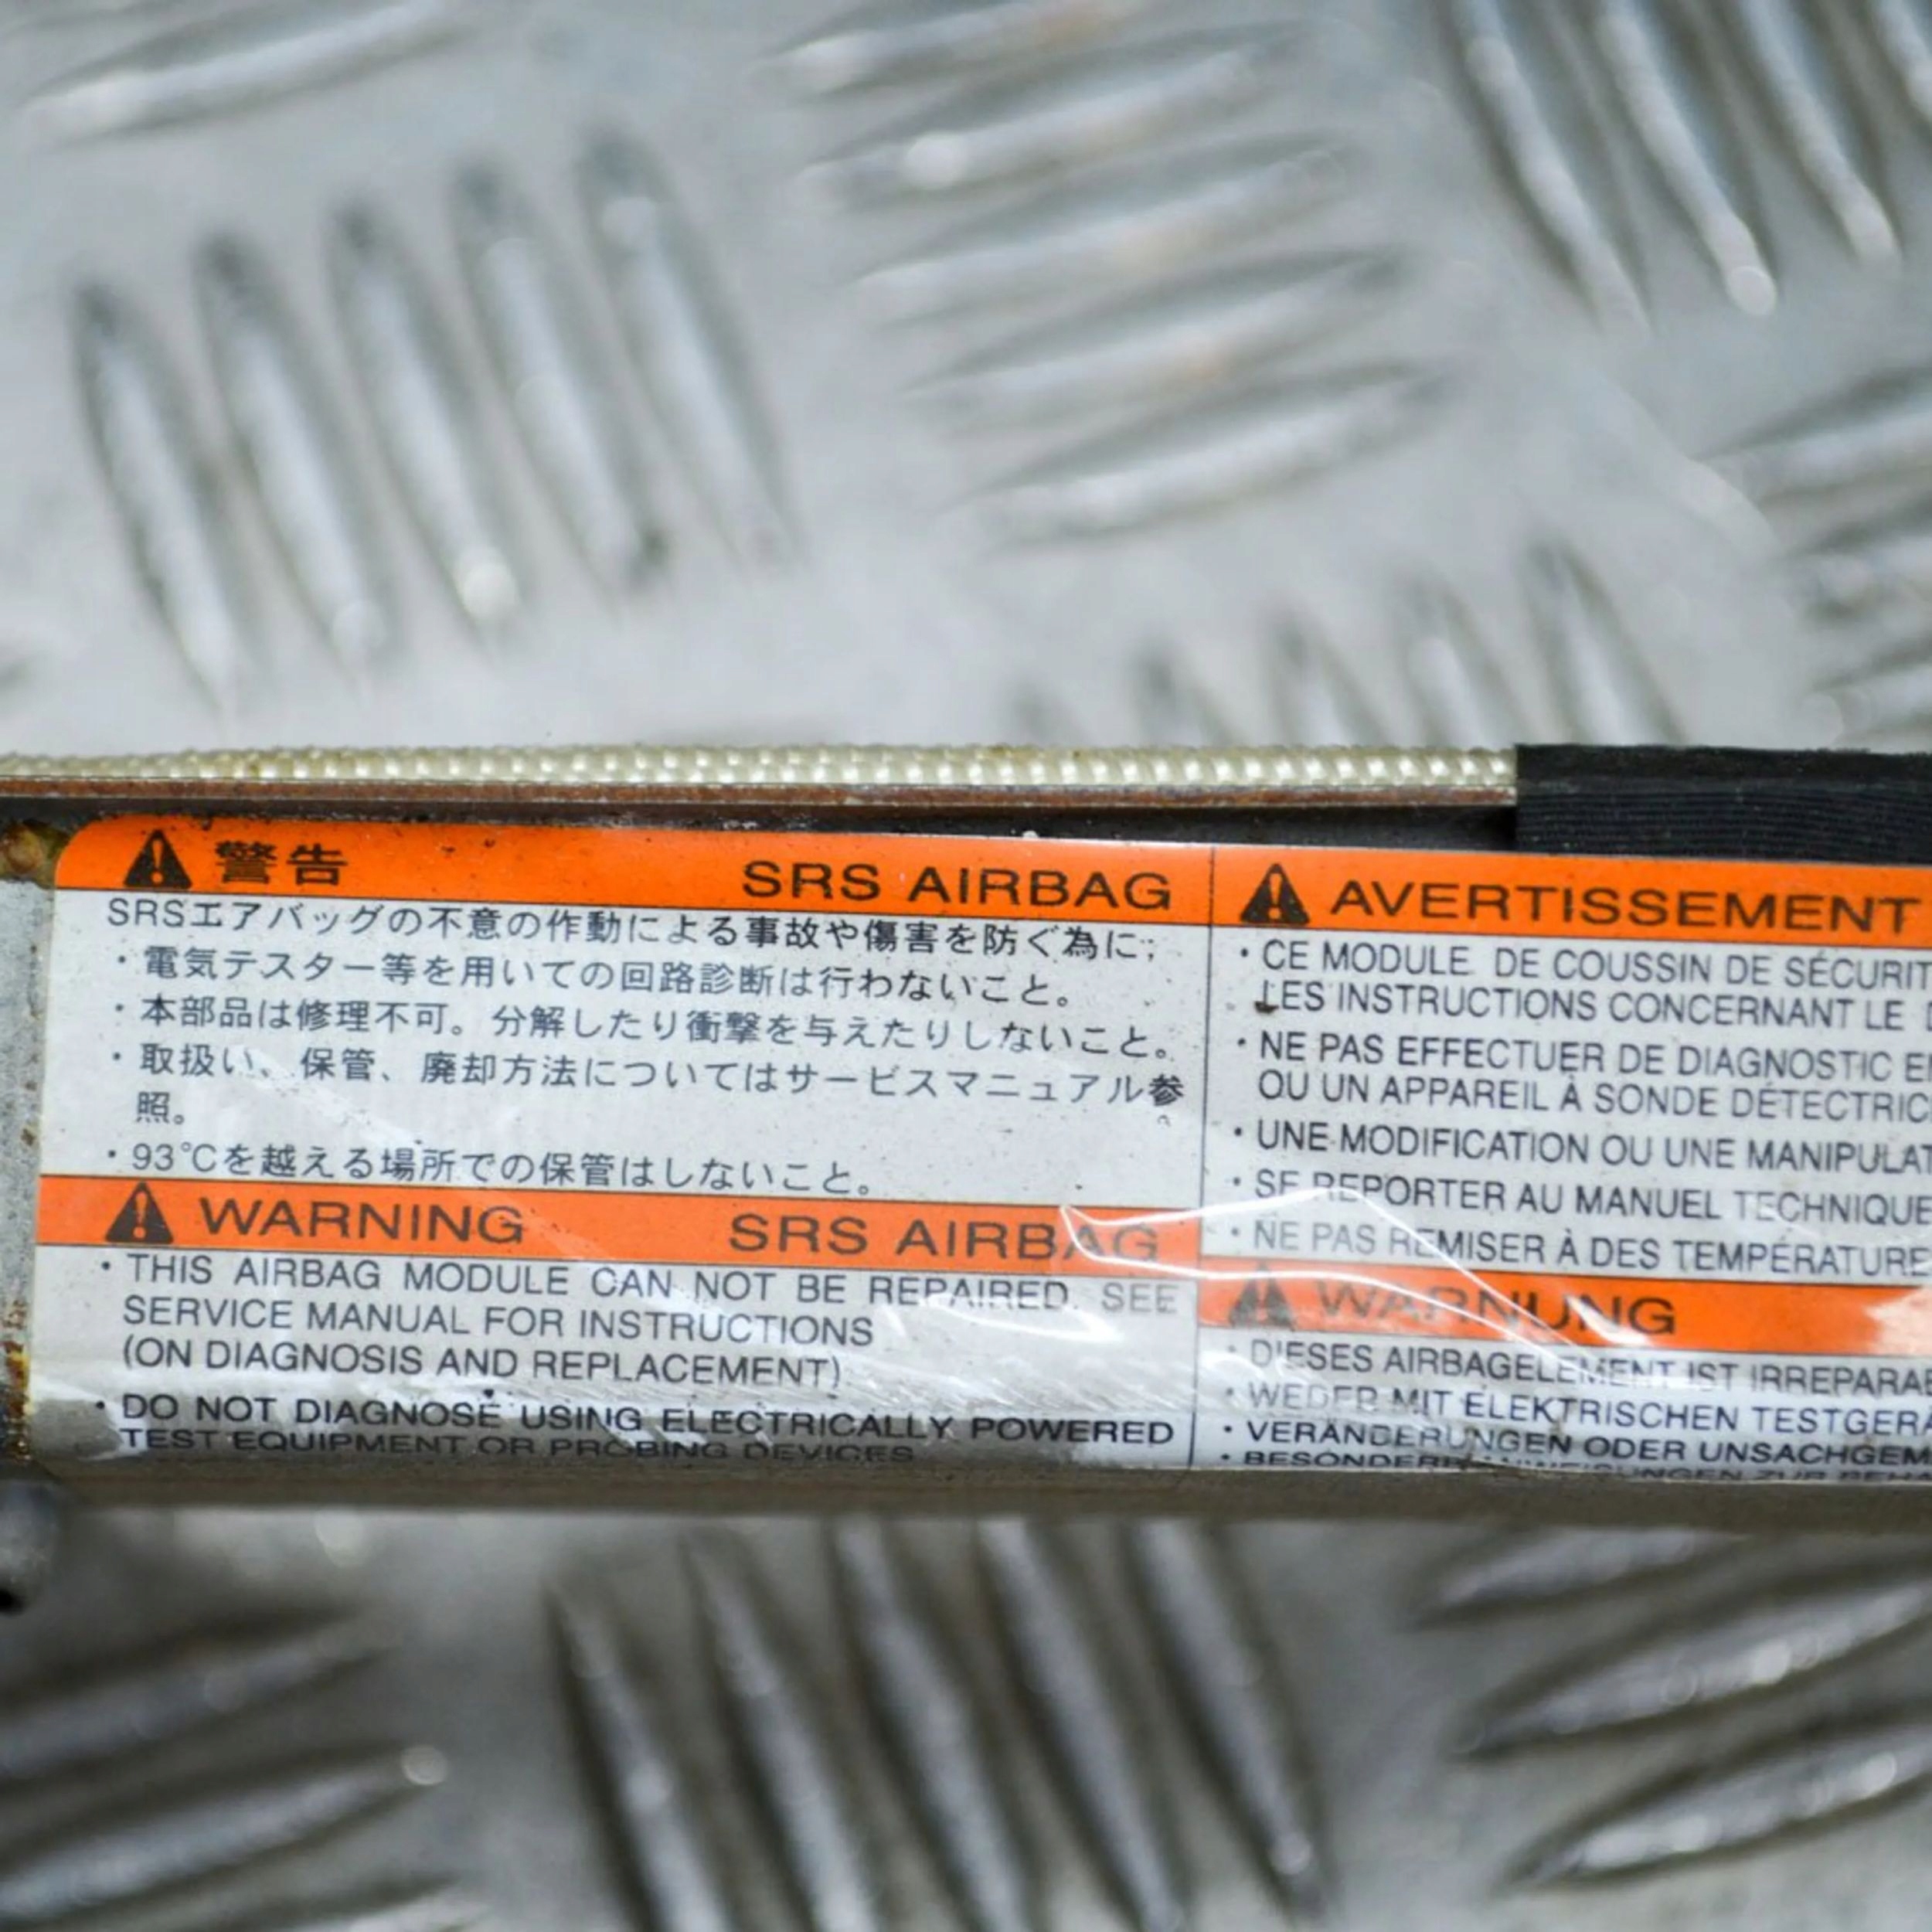 警告 SRS AIRBAG
SRSエアバッグの不意の作動による事故や傷害を防ぐ為に;
・電気テスター等を用いての回路診断は行わないこと。
・本部品は修理不可。分解したり衝撃を与えたりしないこと。
・取扱い、保管、廃却方法についてはサービスマニュアル参
照。
・93℃を越える場所での保管はしないこと。
WARNING SRS AIRBAG
・THIS AIRBAG MODULE CAN NOT BE REPAIRED. SEE
SERVICE MANUAL FOR INSTRUCTIONS
(ON DIAGNOSIS AND REPLACEMENT)
・DO NOT DIAGNOSE USING ELECTRICALLY POWERED
TEST EQUIPMENT OR PROBING DEVICES
AVERTISSEMENT
・CE MODULE DE COUSSIN DE SÉCURIT
LES INSTRUCTIONS CONCERNANT LE
・NE PAS EFFECTUER DE DIAGNOSTIC
OU UN APPAREIL À SONDE DÉTECTRIC
・UNE MODIFICATION OU UNE MANIPULAT
・SE REPORTER AU MANUEL TECHNIQUE
・NE PAS REMISER À DES TEMPÉRATURE
WARNUNG
・DIESES AIRBAGELEMENT IST IRREPARAB
・WEDER MIT ELEKTRISCHEN TESTGERÄ
・VERÄNDERUNGEN ODER UNSACHGEM